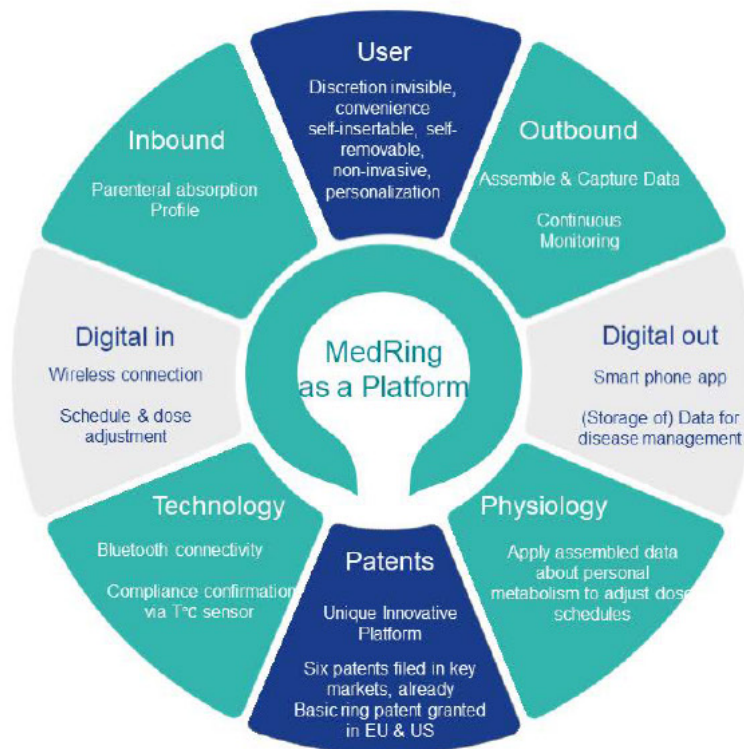 User
Discretion invisible,
convenience
self-insertable, self-
removable,
non-invasive,
personalization
Outbound
Assemble & Capture Data
Continuous
Monitoring
Digital out
Smart phone app
(Storage of) Data for
disease management
Physiology
Apply assembled data
about personal
metabolism to adjust dose
schedules
Patents
Unique Innovative
Platform
Six patents filed in key
markets, already
Basic ring patent granted
in EU & US
Technology
Bluetooth connectivity
Compliance confirmation
via T°c sensor
Digital in
Wireless connection
Schedule & dose
adjustment
Inbound
Parenteral absorption
Profile
MedRing
as a Platform